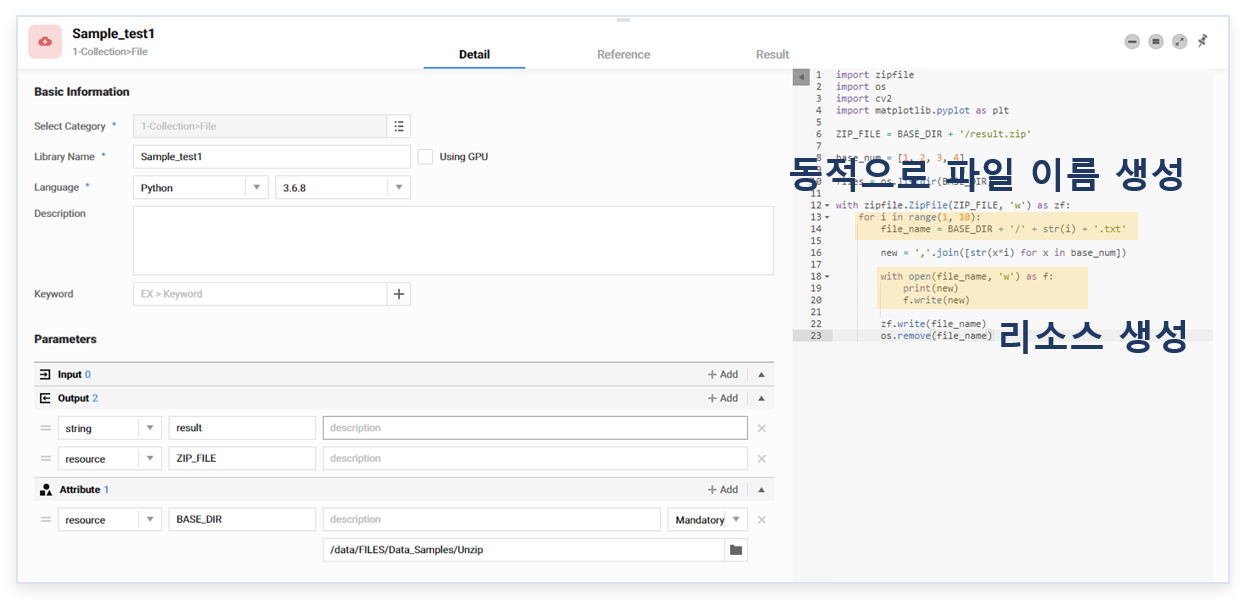 Sample_test1
1-Collection>File
Detail
Reference
Result
Basic Information
Select Category *
1-Collection>File
Library Name *
Sample_test1
Using GPU
Language *
Python
3.6.8
Description
Keyword
EX > Keyword
Parameters
Input 0
Add
Output 2
Add
string
result
description
resource
ZIP_FILE
description
Attribute 1
Add
resource
BASE_DIR
description
Mandatory
/data/FILES/Data_Samples/Unzip
1 import zipfile
2 import os
3 import cv2
4 import matplotlib.pyplot as plt
5
6 ZIP_FILE = BASE_DIR + '/result.zip'
7
8 base_num = [1, 2, 3, 4]
동적으로 파일 이름 생성
10
11
12 with zipfile.ZipFile(ZIP_FILE, 'w') as zf:
13 for i in range(1, 10):
14 file_name = BASE_DIR + '/' + str(i) + '.txt'
15
16 new = ','.join([str(x*i) for x in base_num])
17
18 with open(file_name, 'w') as f:
19 print(new)
20 f.write(new)
21
22 zf.write(file_name)
23 os.remove(file_name)
리소스 생성